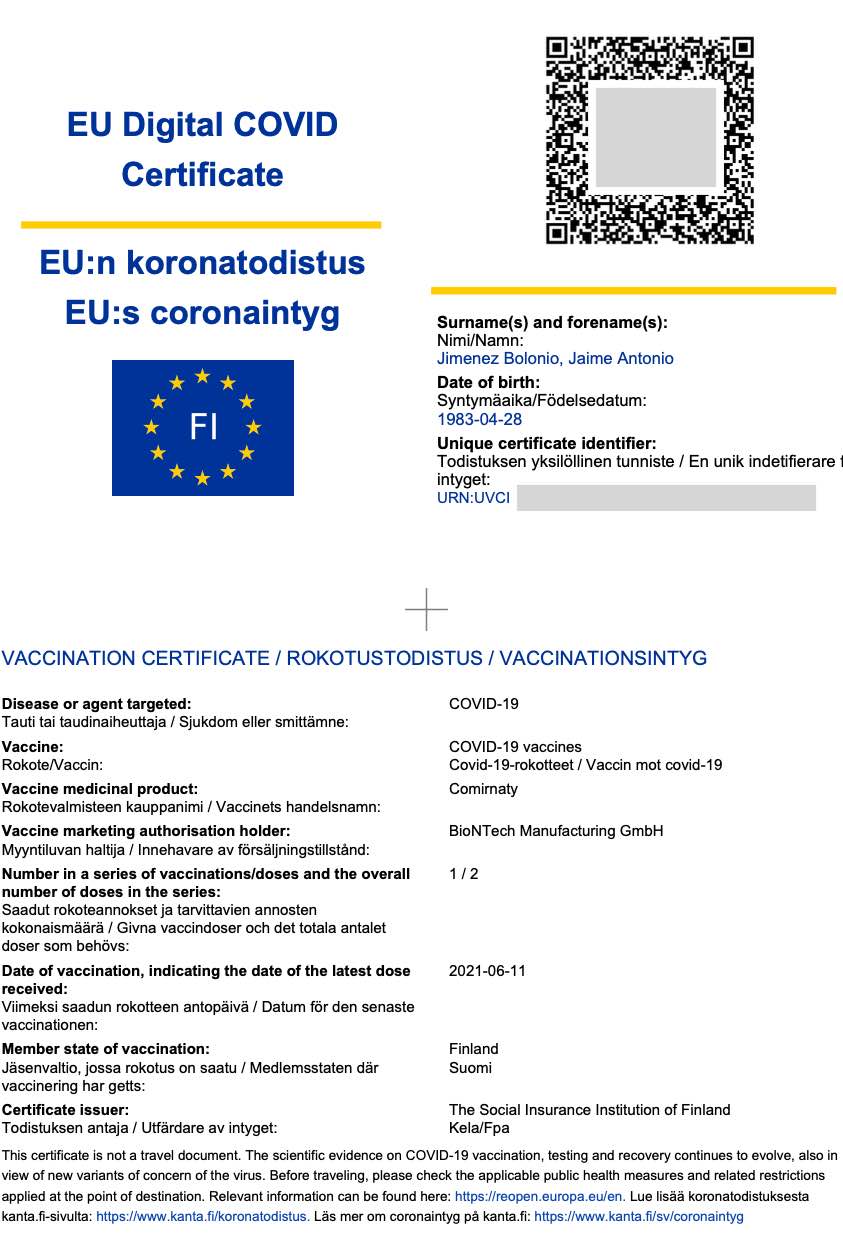 EU Digital COVID
Certificate
EU:n koronatodistus
EU:s coronaintyg
FI
Surname(s) and forename(s):
Nimi/Namn:
Jimenez Bolonio, Jaime Antonio
Date of birth:
Syntymäaika/Födelsedatum:
1983-04-28
Unique certificate identifier:
Todistuksen yksilöllinen tunniste / En unik indetifierare f
intyget:
URN:UVCI
VACCINATION CERTIFICATE / ROKOTUSTODISTUS / VACCINATIONSINTYG
Disease or agent targeted:
Tauti tai taudinaiheuttaja / Sjukdom eller smittämne:
COVID-19
Vaccine:
Rokote/Vaccin:
COVID-19 vaccines
Covid-19-rokotteet / Vaccin mot covid-19
Vaccine medicinal product:
Rokotevalmisteen kauppanimi / Vaccinets handelsnamn:
Comirnaty
Vaccine marketing authorisation holder:
Myyntiluvan haltija / Innehavare av försäljningstillstånd:
BioNTech Manufacturing GmbH
Number in a series of vaccinations/doses and the overall
number of doses in the series:
Saadut rokoteannokset ja tarvittavien annosten
kokonaismäärä / Givna vaccindoser och det totala antalet
doser som behövs:
1 / 2
Date of vaccination, indicating the date of the latest dose
received:
Viimeksi saadun rokotteen antopäivä / Datum för den senaste
vaccinationen:
2021-06-11
Member state of vaccination:
Jäsenvaltio, jossa rokotus on saatu / Medlemsstaten där
vaccinering har getts:
Finland
Suomi
Certificate issuer:
Todistuksen antaja / Utfärdare av intyget:
The Social Insurance Institution of Finland
Kela/Fpa
This certificate is not a travel document. The scientific evidence on COVID-19 vaccination, testing and recovery continues to evolve, also in
view of new variants of concern of the virus. Before traveling, please check the applicable public health measures and related restrictions
applied at the point of destination. Relevant information can be found here: https://reopen.europa.eu/en. Lue lisää koronatodistuksesta
kanta.fi-sivulta: https://www.kanta.fi/koronatodistus. Läs mer om coronaintyg på kanta.fi: https://www.kanta.fi/sv/coronaintyg